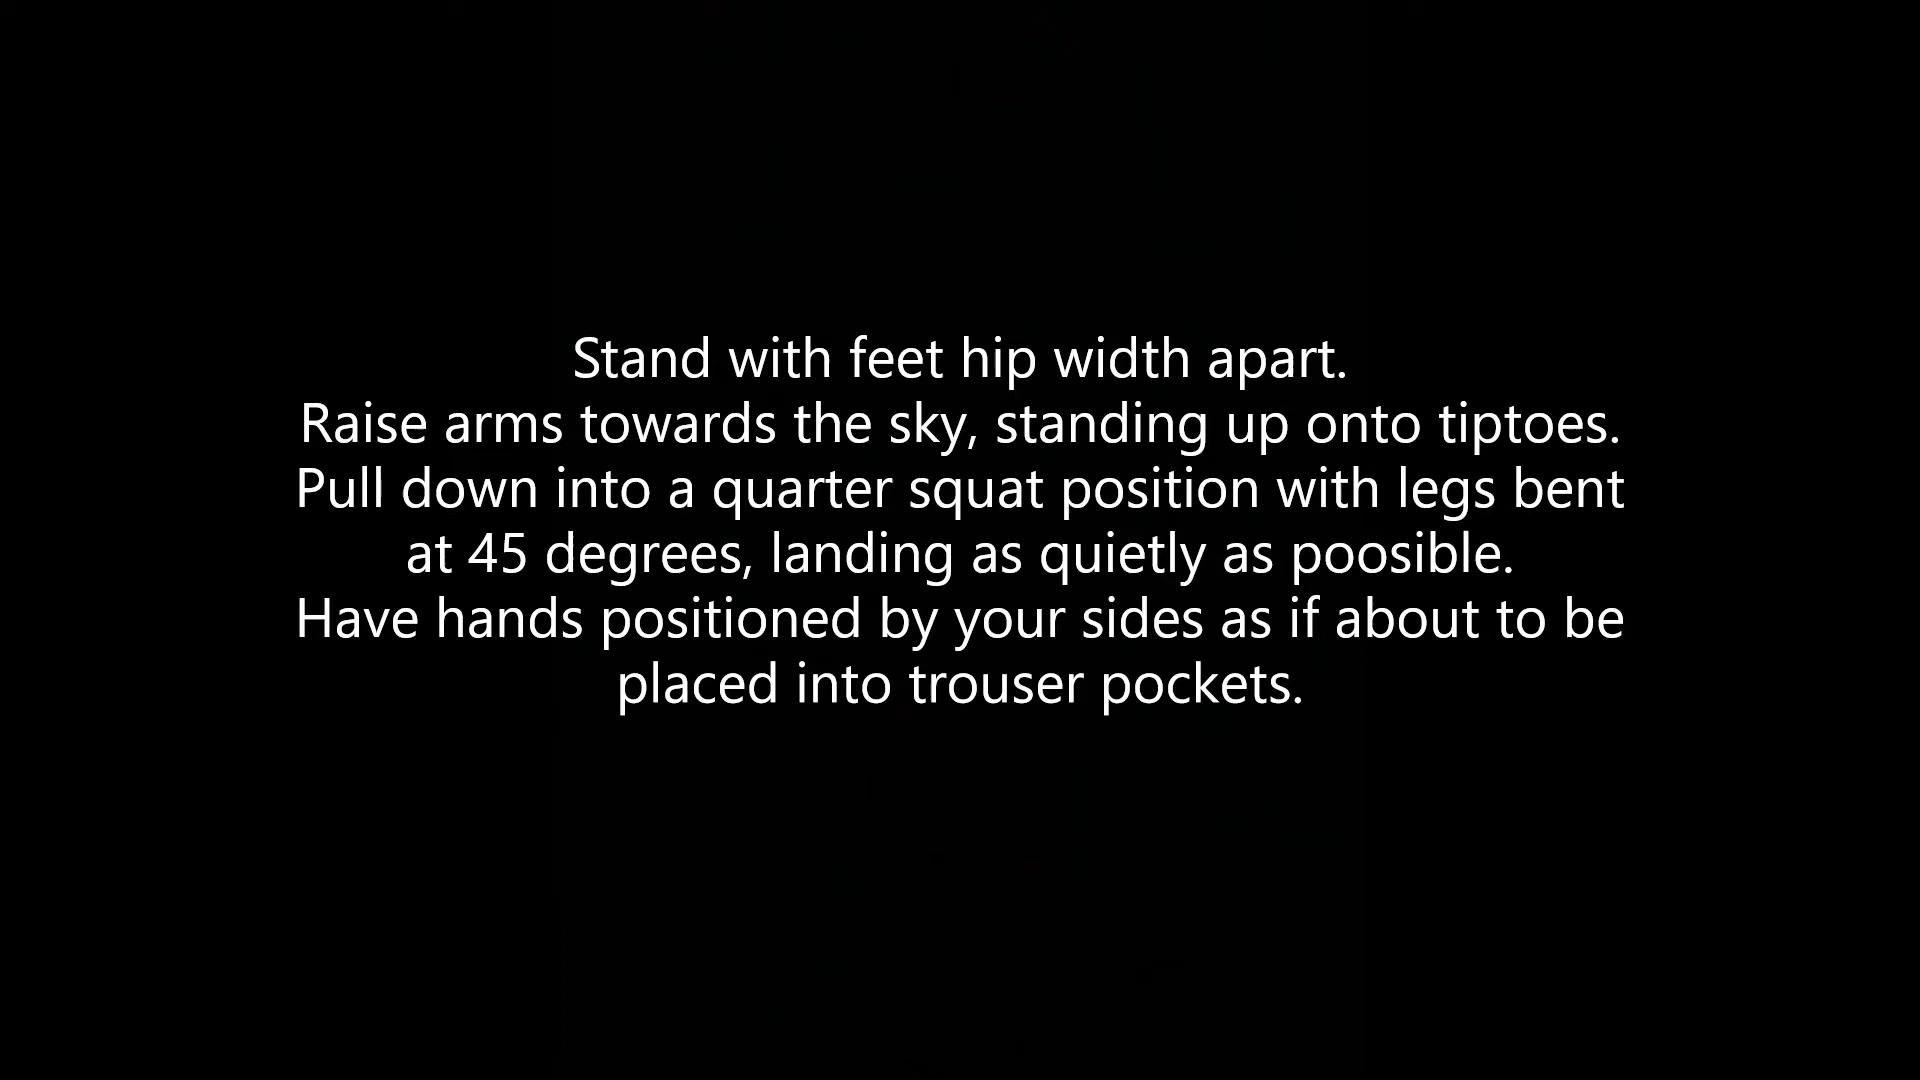 Stand with feet hip width apart.
Raise arms towards the sky, standing up onto tiptoes.
Pull down into a quarter squat position with legs bent
at 45 degrees, landing as quietly as poosible.
Have hands positioned by your sides as if about to be
placed into trouser pockets.